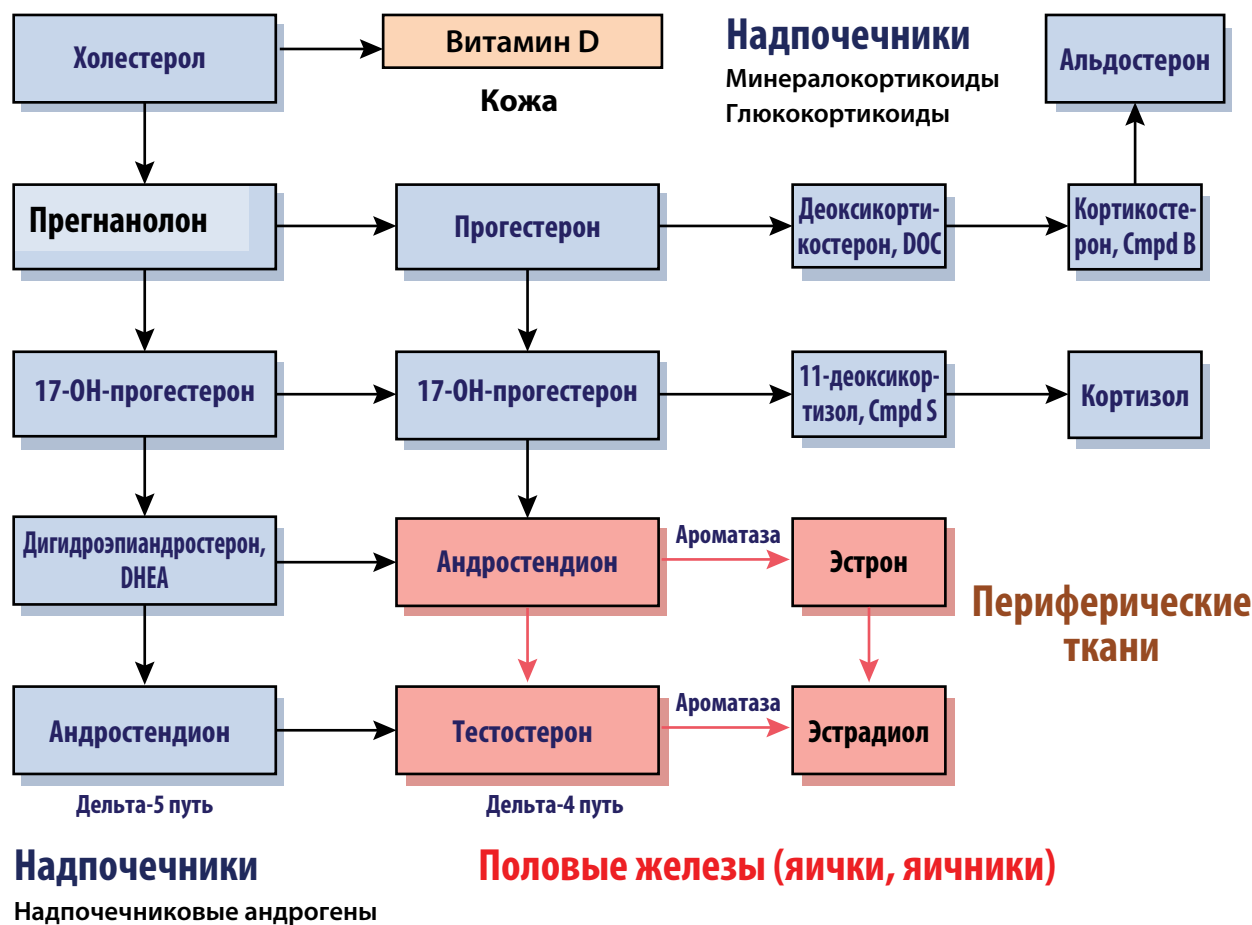 Холестерол
Витамин D
Кожа
Надпочечники
Минералокортикоиды
Глюкокортикоиды
Альдостерон
Прегнанолон
Прогестерон
Деоксикорти-
костерон, DOC
Кортикосте-
рон, Cmpd B
17-ОН-прогестерон
17-ОН-прогестерон
11-деоксикор-
тизол, Cmpd S
Кортизол
Дигидроэпиандростерон,
DHEA
Андростендион
Ароматаза
Эстрон
Периферические
ткани
Андростендион
Тестостерон
Ароматаза
Эстрадиол
Дельта-5 путь
Дельта-4 путь
Надпочечники
Надпочечниковые андрогены
Половые железы (яички, яичники)